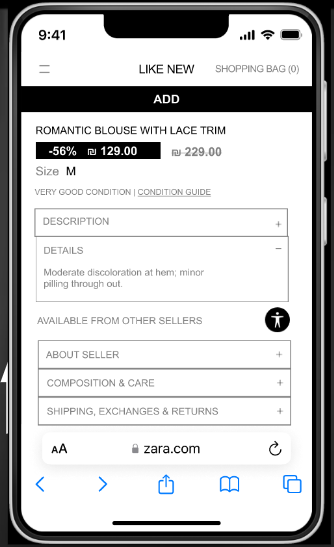 9:41
LIKE NEW
SHOPPING BAG (0)
ADD
ROMANTIC BLOUSE WITH LACE TRIM
-56% ₪ 129.00 ₪ 229.00
Size M
VERY GOOD CONDITION | CONDITION GUIDE
DESCRIPTION +
DETAILS −
Moderate discoloration at hem; minor
pilling through out.
AVAILABLE FROM OTHER SELLERS
ABOUT SELLER +
COMPOSITION & CARE +
SHIPPING, EXCHANGES & RETURNS +
AA zara.com